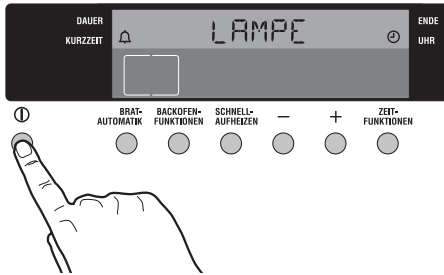 DAUER
KURZZEIT
LAMPE
ENDE
UHR
BRAT-
AUTOMATIK
BACKOFEN-
FUNKTIONEN
SCHNELL-
AUFHEIZEN
−
+
ZEIT-
FUNKTIONEN